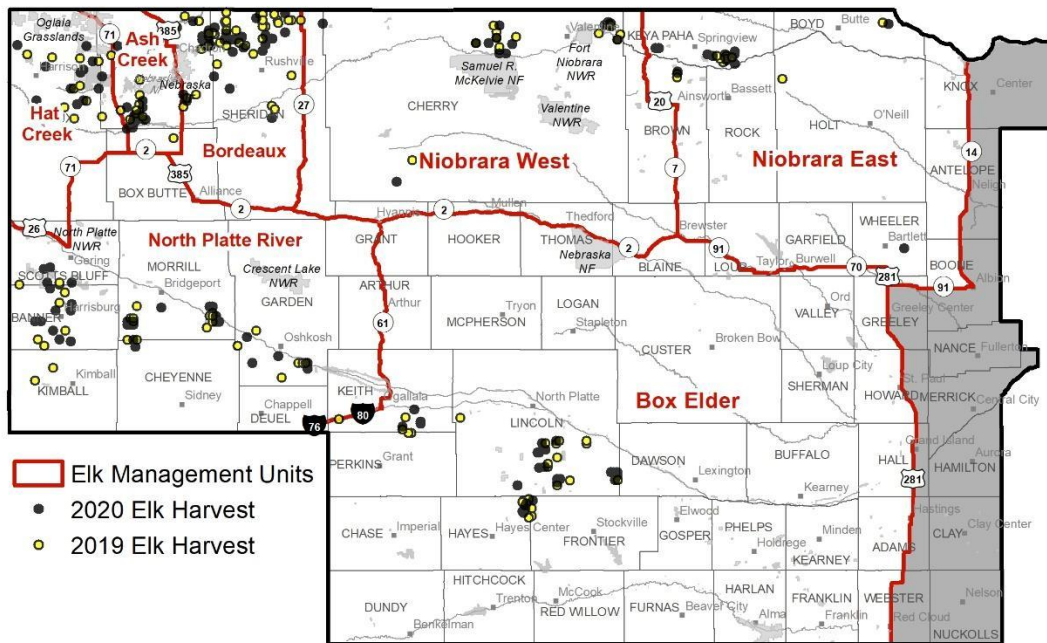 Oglala
Grasslands
71
385
Ash
Creek
Chadron
Harrison
Nebraska
Rushville
Hat
Creek
SHERIDAN
27
2
71
385
Bordeaux
BOX BUTTE
Alliance
2
26
North Platte
NWR
Gering
SCOTTS BLUFF
North Platte River
MORRILL
Bridgeport
Crescent Lake
NWR
GARDEN
BANNER
Harrisburg
Oshkosh
KIMBALL
Kimball
CHEYENNE
Sidney
Chappell
DEUEL
76
80
KEITH
Ogallala
Samuel R.
McKelvie NF
Valentine
Fort
Niobrara
NWR
CHERRY
Valentine
NWR
Niobrara West
Hyannis
2
Mullen
GRANT
HOOKER
THOMAS
Thedford
Nebraska
NF
2
BLAINE
Brewster
91
LOUP
Taylor
Burwell
GARFIELD
ARTHUR
Arthur
61
MCPHERSON
Tryon
LOGAN
Stapleton
KEYA PAHA
Springview
BOYD
Butte
20
Ainsworth
Bassett
BROWN
7
ROCK
HOLT
O'Neill
Niobrara East
KNOX
Center
14
ANTELOPE
Neligh
WHEELER
Bartlett
70
281
BOONE
Albion
91
GREELEY
Greeley Center
Ord
VALLEY
CUSTER
Broken Bow
Loup City
SHERMAN
NANCE
Fullerton
St. Paul
HOWARD
MERRICK
Central City
Box Elder
LINCOLN
North Platte
PERKINS
Grant
DAWSON
Lexington
BUFFALO
Kearney
HALL
Grand Island
281
HAMILTON
Aurora
CHASE
Imperial
HAYES
Hayes Center
Stockville
FRONTIER
Elwood
GOSPER
PHELPS
Holdrege
Minden
KEARNEY
ADAMS
Hastings
CLAY
Clay Center
DUNDY
Benkelman
HITCHCOCK
Trenton
McCook
RED WILLOW
FURNAS
Beaver City
HARLAN
Alma
FRANKLIN
Franklin
WEBSTER
Red Cloud
Nelson
NUCKOLLS
Elk Management Units
2020 Elk Harvest
2019 Elk Harvest